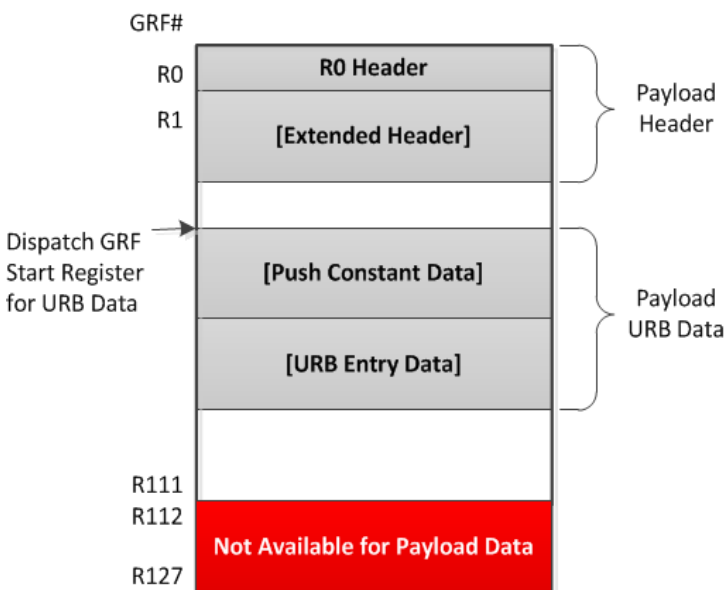 GRF#
R0
R0 Header
R1
[Extended Header]
Payload
Header
Dispatch GRF
Start Register
for URB Data
[Push Constant Data]
[URB Entry Data]
Payload
URB Data
R111
R112
Not Available for Payload Data
R127